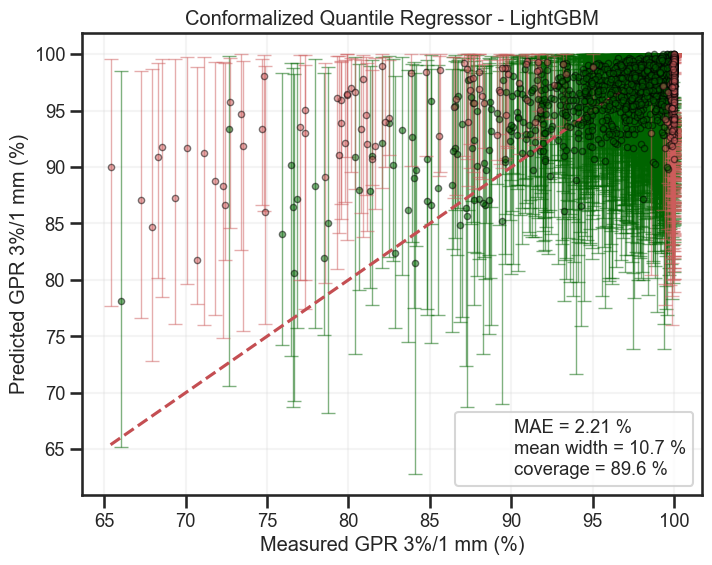 Conformalized Quantile Regressor - LightGBM
Predicted GPR 3%/1 mm (%)
100
95
90
85
80
75
70
65
MAE = 2.21 %
mean width = 10.7 %
coverage = 89.6 %
65 70 75 80 85 90 95 100
Measured GPR 3%/1 mm (%)